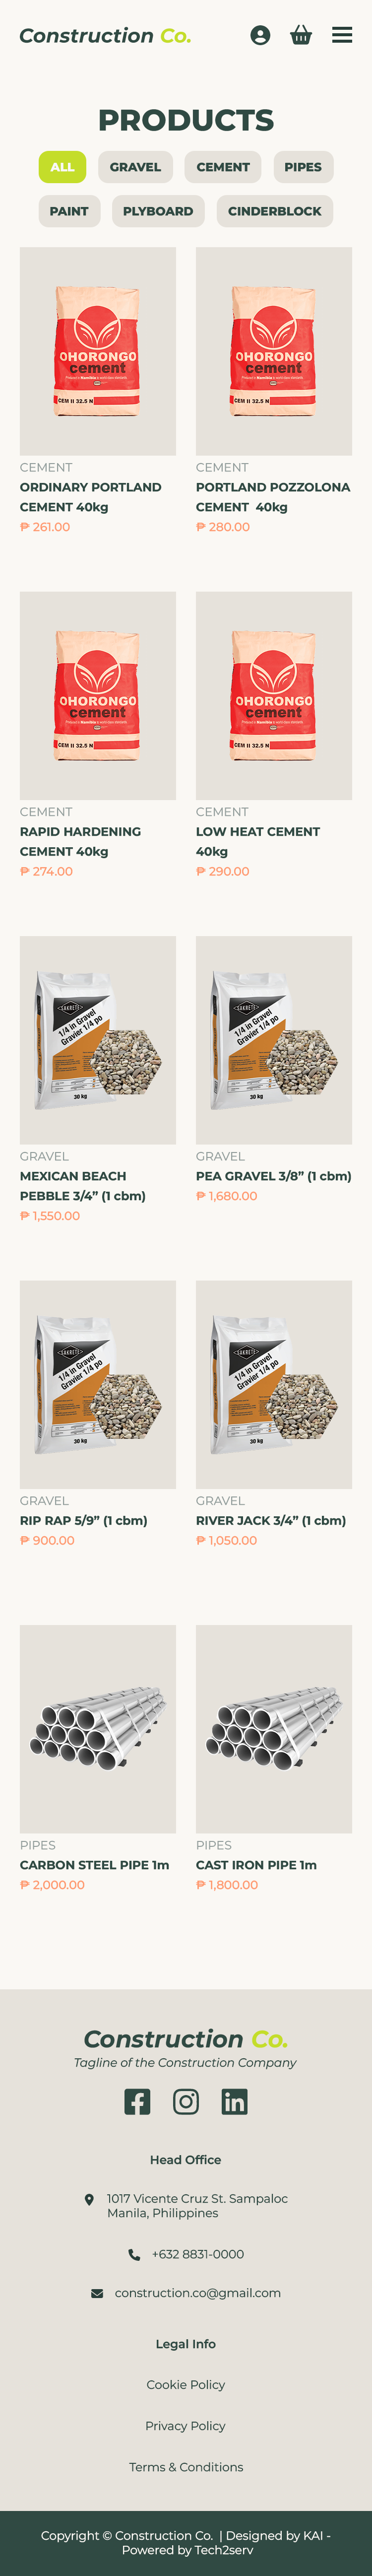 Construction Co.
PRODUCTS
ALL
GRAVEL
CEMENT
PIPES
PAINT
PLYBOARD
CINDERBLOCK
OHORONGO
cement
CEM II 32.5 N
OHORONGO
cement
CEM II 32.5 N
CEMENT
ORDINARY PORTLAND
CEMENT 40kg
₱ 261.00
CEMENT
PORTLAND POZZOLONA
CEMENT 40kg
₱ 280.00
OHORONGO
cement
CEM II 32.5 N
OHORONGO
cement
CEM II 32.5 N
CEMENT
RAPID HARDENING
CEMENT 40kg
₱ 274.00
CEMENT
LOW HEAT CEMENT
40kg
₱ 290.00
SAKRETE
1/4 in Gravel
Gravier 1/4 po
30 kg
SAKRETE
1/4 in Gravel
Gravier 1/4 po
30 kg
GRAVEL
MEXICAN BEACH
PEBBLE 3/4” (1 cbm)
₱ 1,550.00
GRAVEL
PEA GRAVEL 3/8” (1 cbm)
₱ 1,680.00
SAKRETE
1/4 in Gravel
Gravier 1/4 po
30 kg
SAKRETE
1/4 in Gravel
Gravier 1/4 po
30 kg
GRAVEL
RIP RAP 5/9” (1 cbm)
₱ 900.00
GRAVEL
RIVER JACK 3/4” (1 cbm)
₱ 1,050.00
PIPES
CARBON STEEL PIPE 1m
₱ 2,000.00
PIPES
CAST IRON PIPE 1m
₱ 1,800.00
Construction Co.
Tagline of the Construction Company
Head Office
1017 Vicente Cruz St. Sampaloc
Manila, Philippines
+632 8831-0000
construction.co@gmail.com
Legal Info
Cookie Policy
Privacy Policy
Terms & Conditions
Copyright © Construction Co. | Designed by KAI -
Powered by Tech2serv